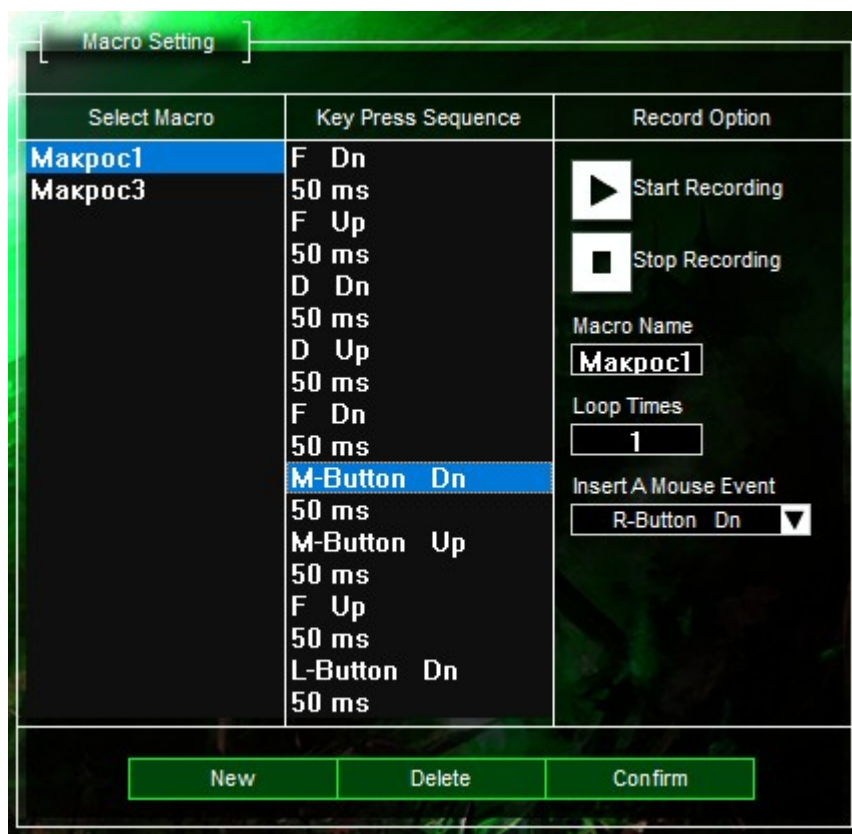 Macro Setting
Select Macro
Key Press Sequence
Record Option
Макрос1
Макрос3
F Dn
50 ms
F Up
50 ms
D Dn
50 ms
D Up
50 ms
F Dn
50 ms
M-Button Dn
50 ms
M-Button Up
50 ms
F Up
50 ms
L-Button Dn
50 ms
Start Recording
Stop Recording
Macro Name
Макрос1
Loop Times
1
Insert A Mouse Event
R-Button Dn
New
Delete
Confirm